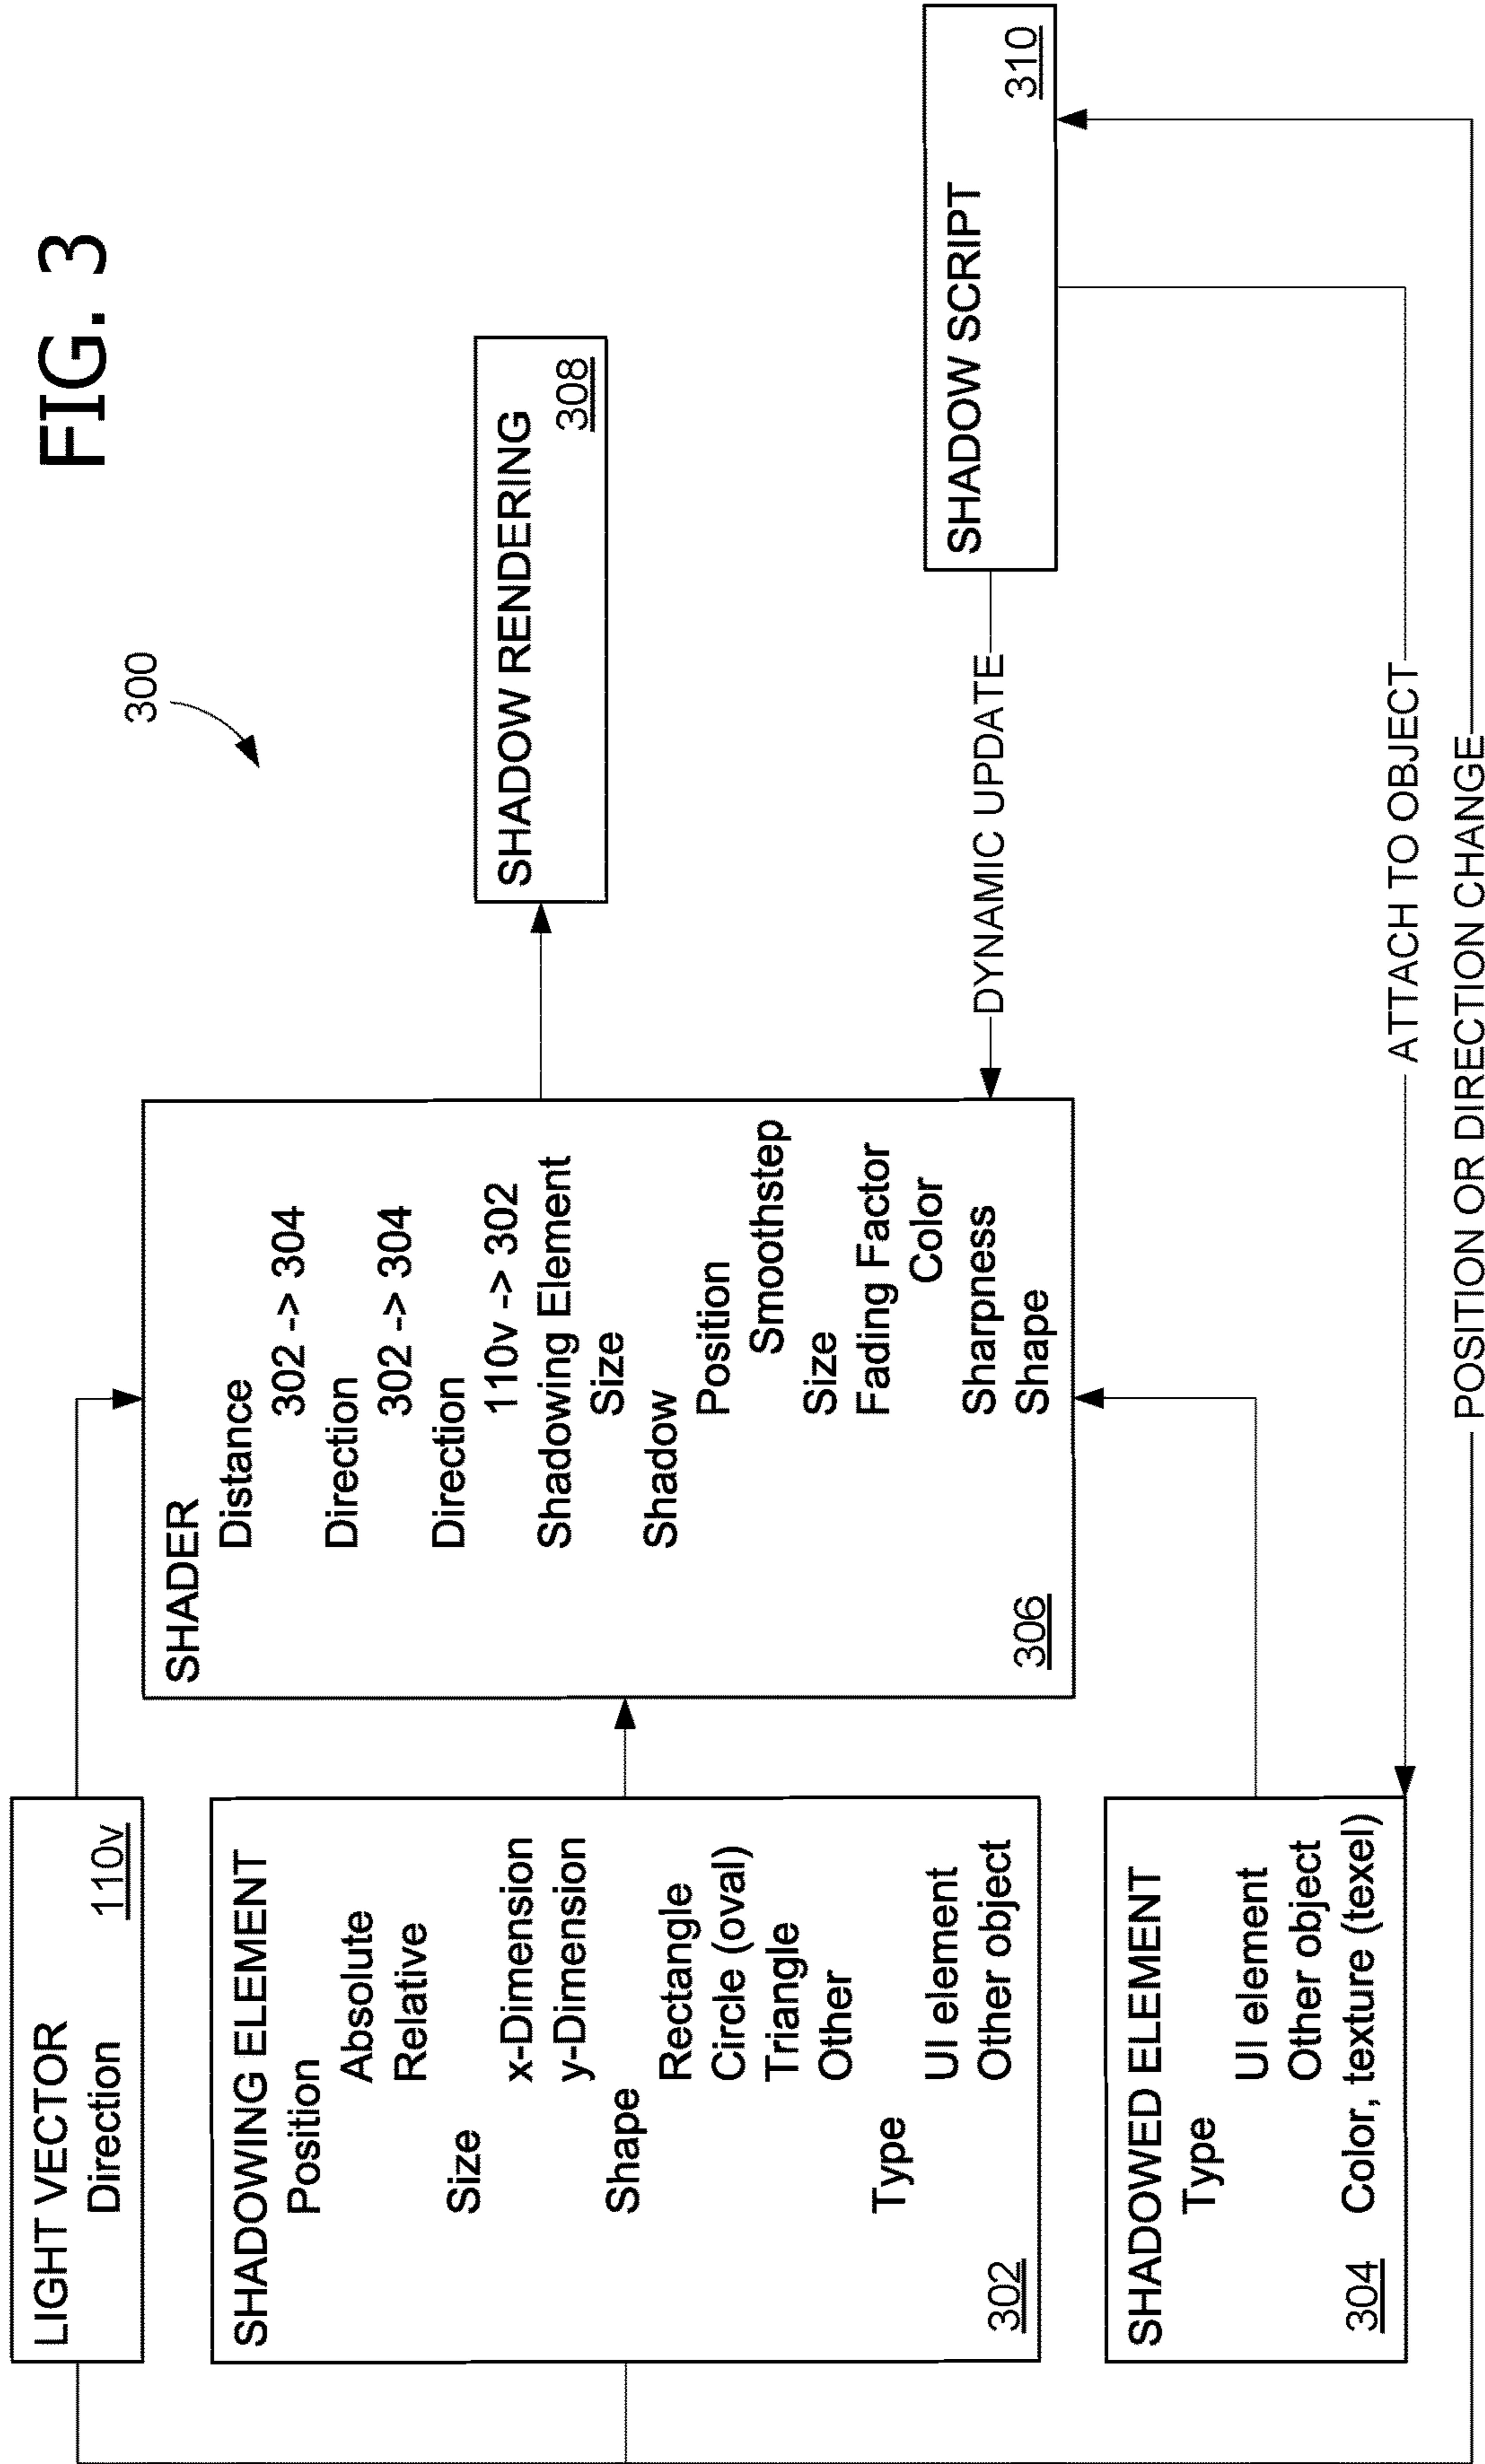 FIG. 3
300
LIGHT VECTOR
Direction
110v
SHADOWING ELEMENT
Position
Absolute
Relative
Size
x-Dimension
y-Dimension
Shape
Rectangle
Circle (oval)
Triangle
Other
Type
UI element
Other object
302
SHADOWED ELEMENT
Type
UI element
Other object
Color, texture (texel)
304
SHADER
Distance
302 -> 304
Direction
302 -> 304
Direction
110v -> 302
Shadowing Element
Size
Shadow
Position
Smoothstep
Size
Fading Factor
Color
Sharpness
Shape
306
SHADOW RENDERING
308
DYNAMIC UPDATE
SHADOW SCRIPT
310
ATTACH TO OBJECT
POSITION OR DIRECTION CHANGE